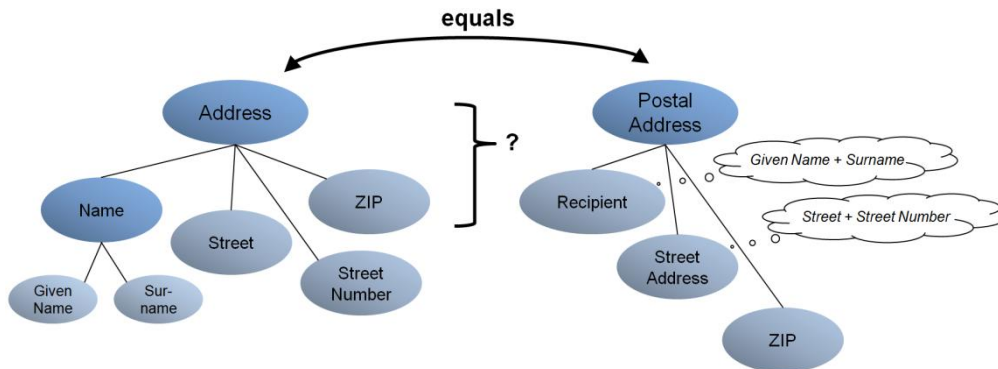 equals
Address
Postal
Address
?
Given Name + Surname
Recipient
Name
ZIP
Street + Street Number
Street
Street
Address
Given
Name
Sur-
name
Street
Number
ZIP